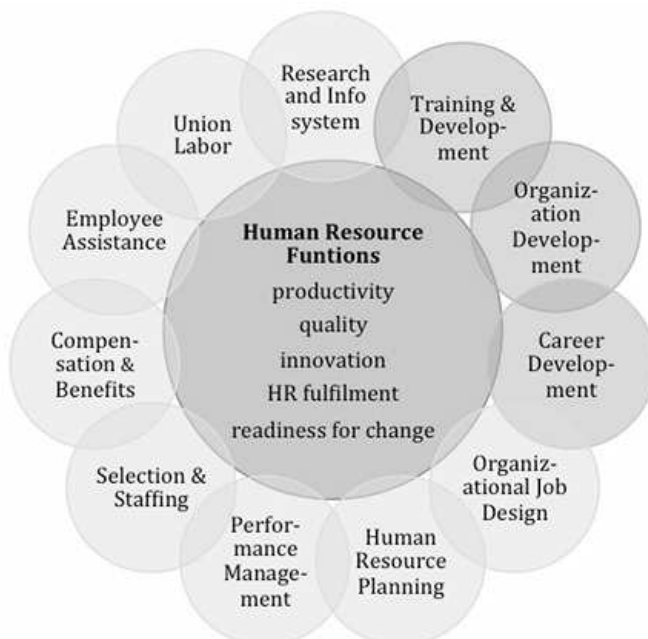 Research
and Info
system
Training &
Develop-
ment
Organiz-
ation
Develop-
ment
Career
Develop-
ment
Organiz-
ational Job
Design
Human
Resource
Planning
Perfor-
mance
Manage-
ment
Selection &
Staffing
Compen-
sation &
Benefits
Employee
Assistance
Union
Labor
Human Resource
Funtions
productivity
quality
innovation
HR fulfilment
readiness for change